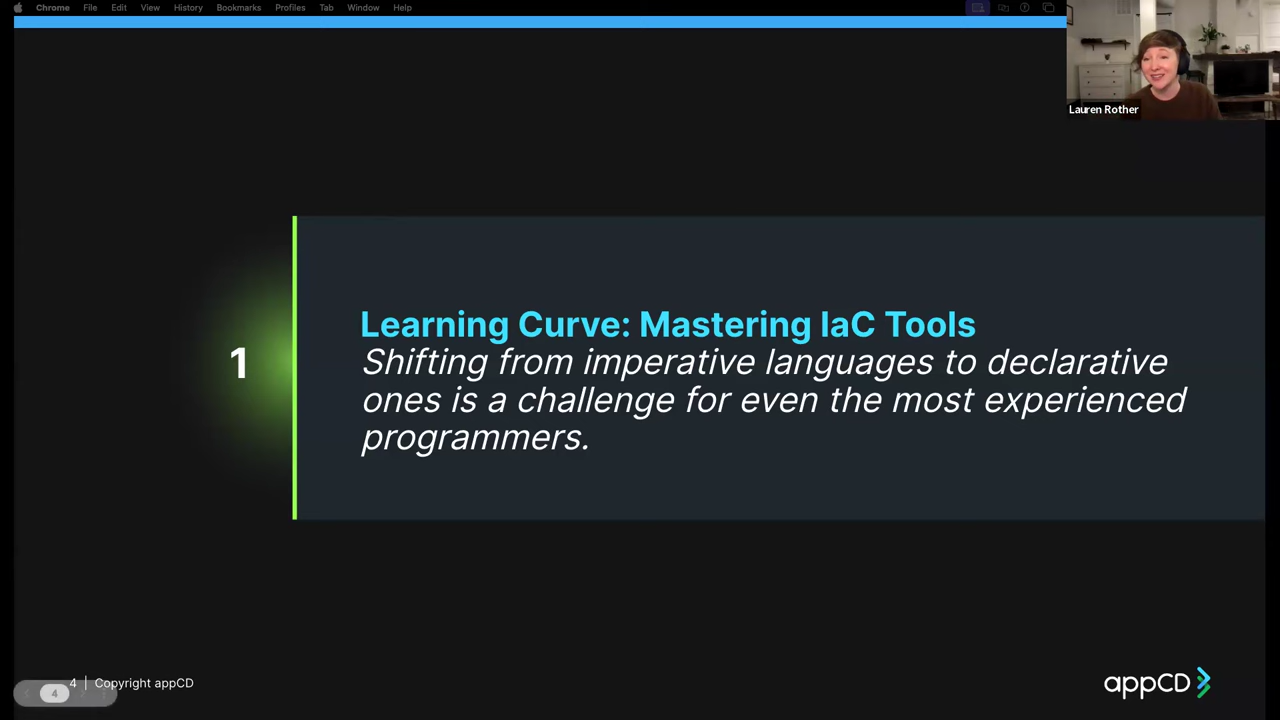 Chrome File Edit View History Bookmarks Profiles Tab Window Help
Lauren Rother
1
Learning Curve: Mastering IaC Tools
Shifting from imperative languages to declarative
ones is a challenge for even the most experienced
programmers.
4 | Copyright appCD
4
appCD